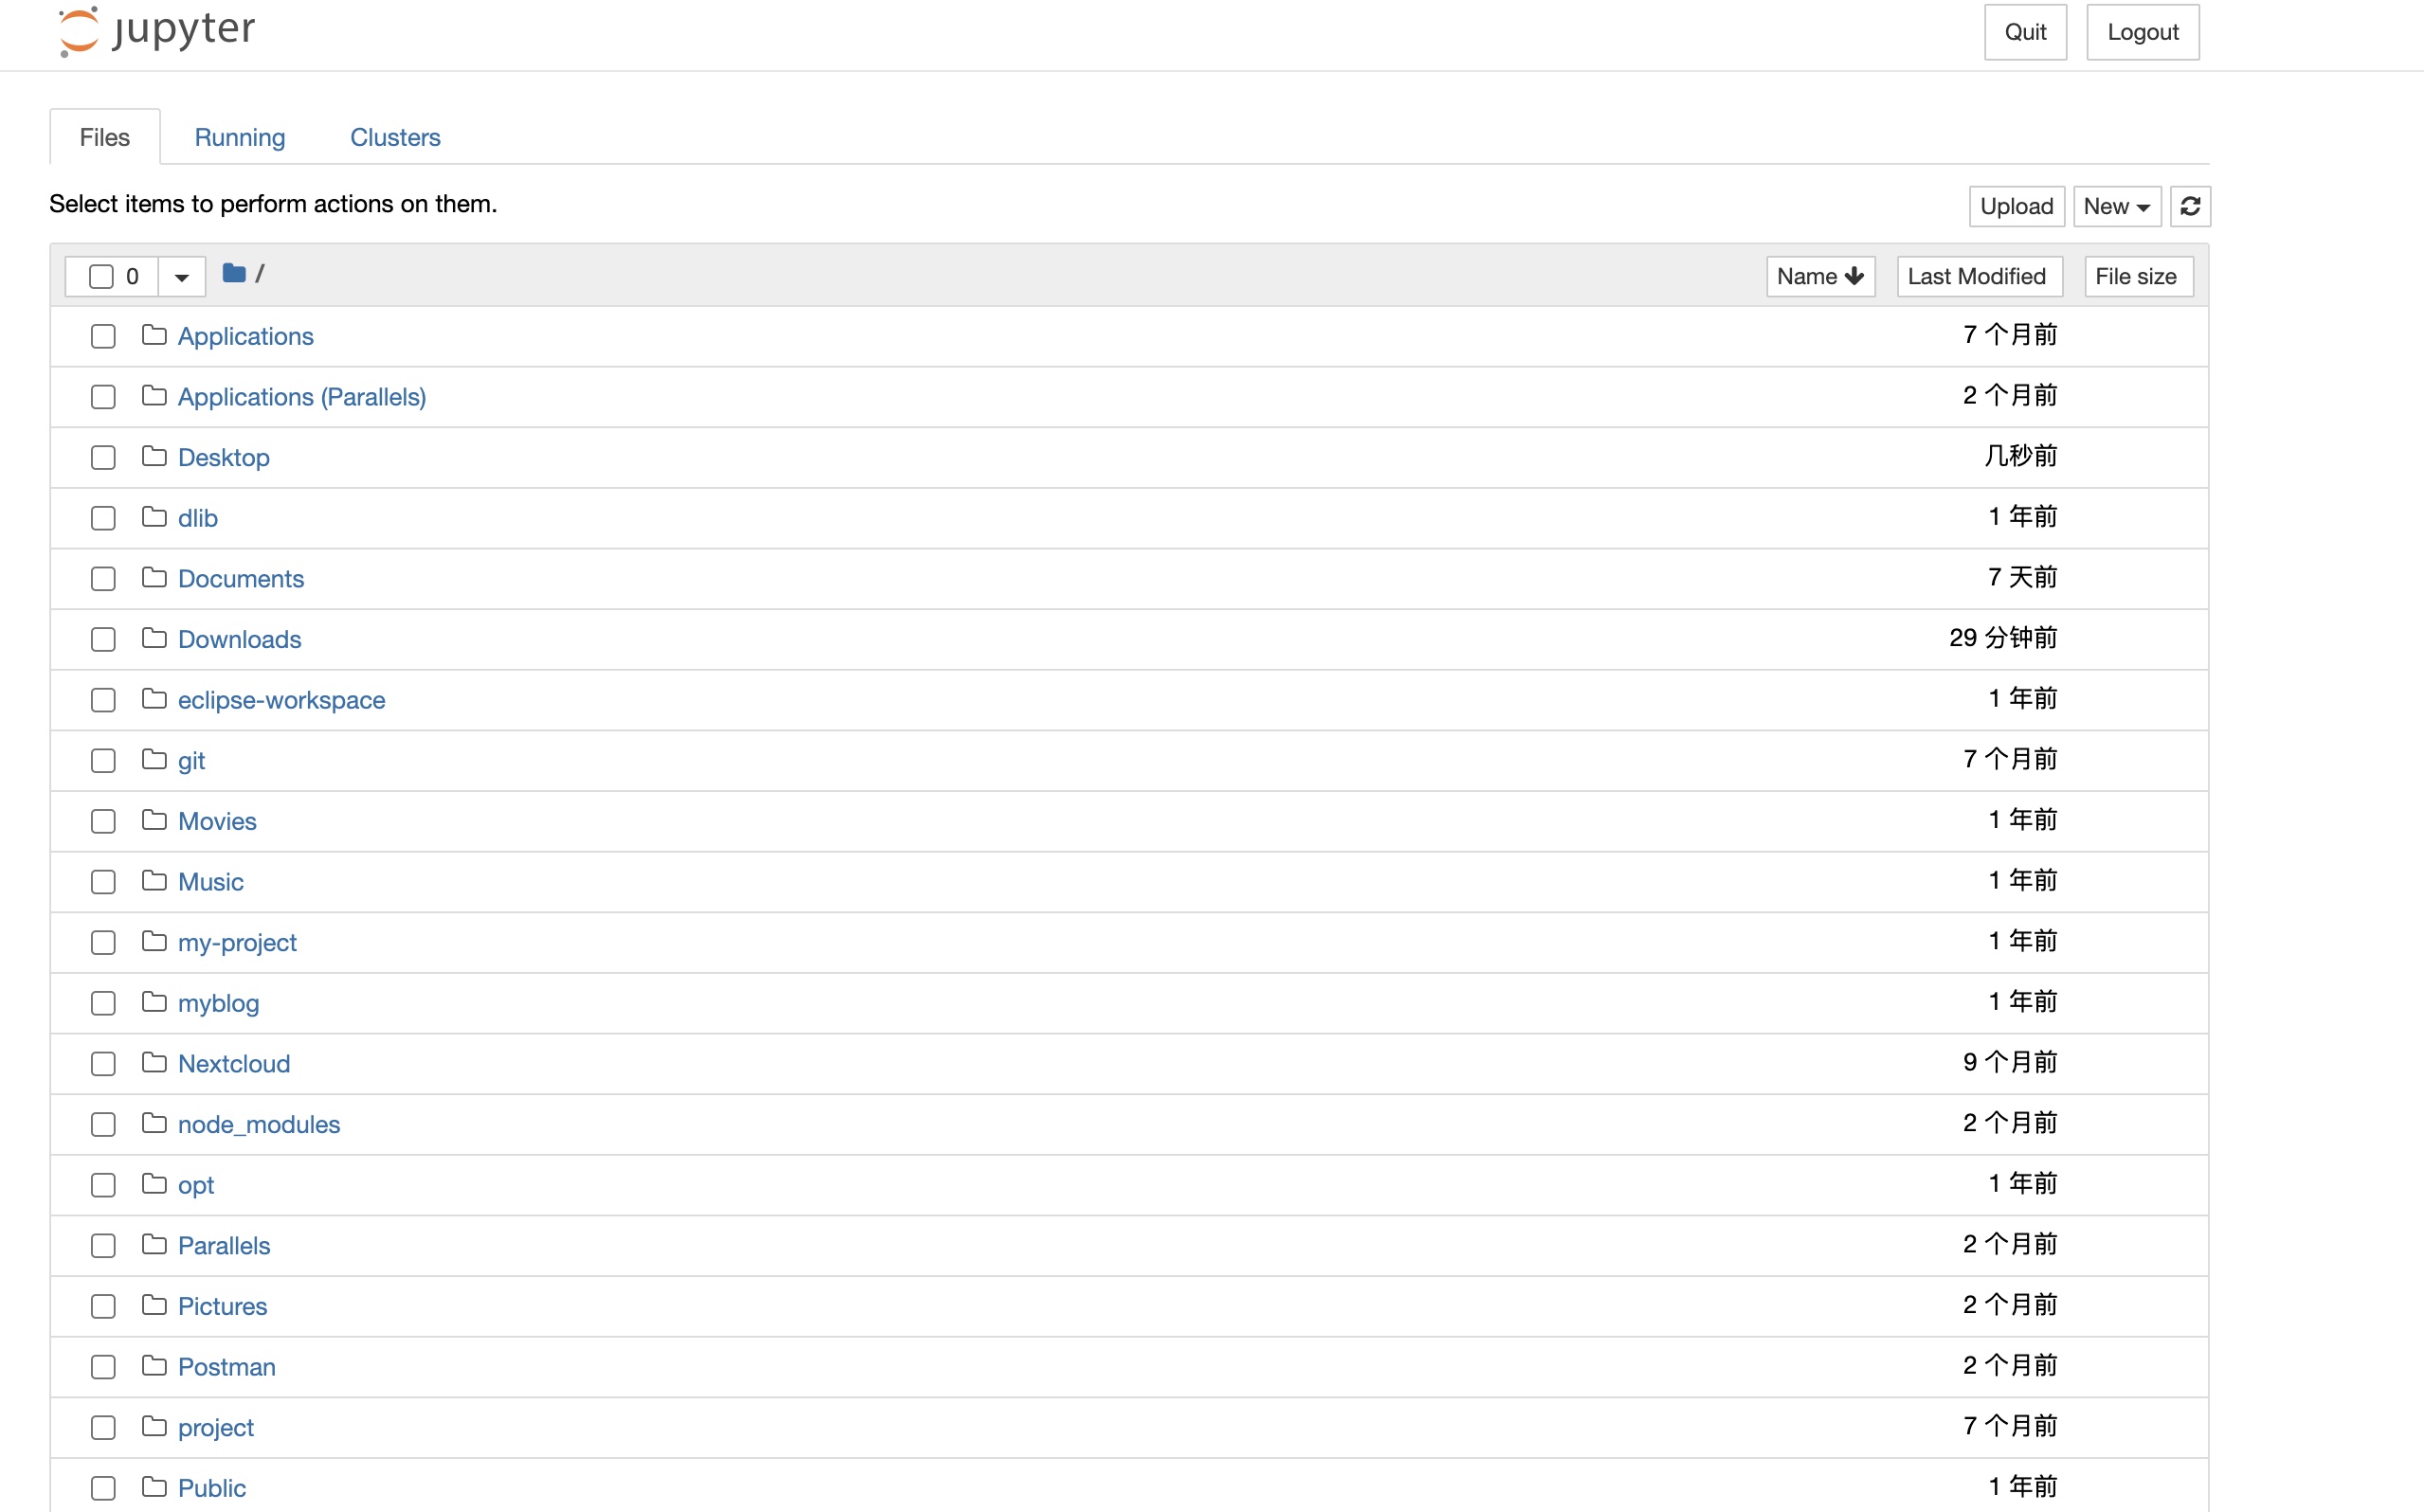 jupyter
Quit Logout
Files Running Clusters
Select items to perform actions on them.
Upload New
0 /
Name Last Modified File size
Applications 7 个月前
Applications (Parallels) 2 个月前
Desktop 几秒前
dlib 1 年前
Documents 7 天前
Downloads 29 分钟前
eclipse-workspace 1 年前
git 7 个月前
Movies 1 年前
Music 1 年前
my-project 1 年前
myblog 1 年前
Nextcloud 9 个月前
node_modules 2 个月前
opt 1 年前
Parallels 2 个月前
Pictures 2 个月前
Postman 2 个月前
project 7 个月前
Public 1 年前